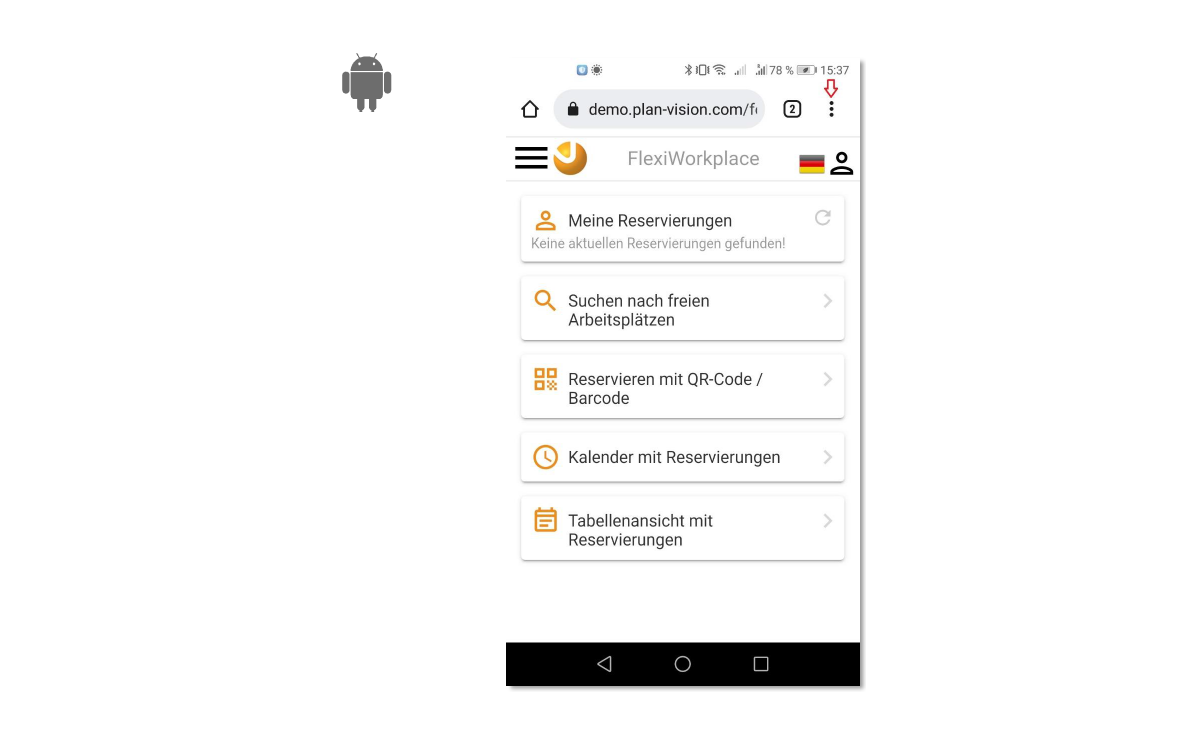 78 % 15:37
demo.plan-vision.com/f
2
FlexiWorkplace
Meine Reservierungen
Keine aktuellen Reservierungen gefunden!
Suchen nach freien
Arbeitsplätzen
Reservieren mit QR-Code /
Barcode
Kalender mit Reservierungen
Tabellenansicht mit
Reservierungen